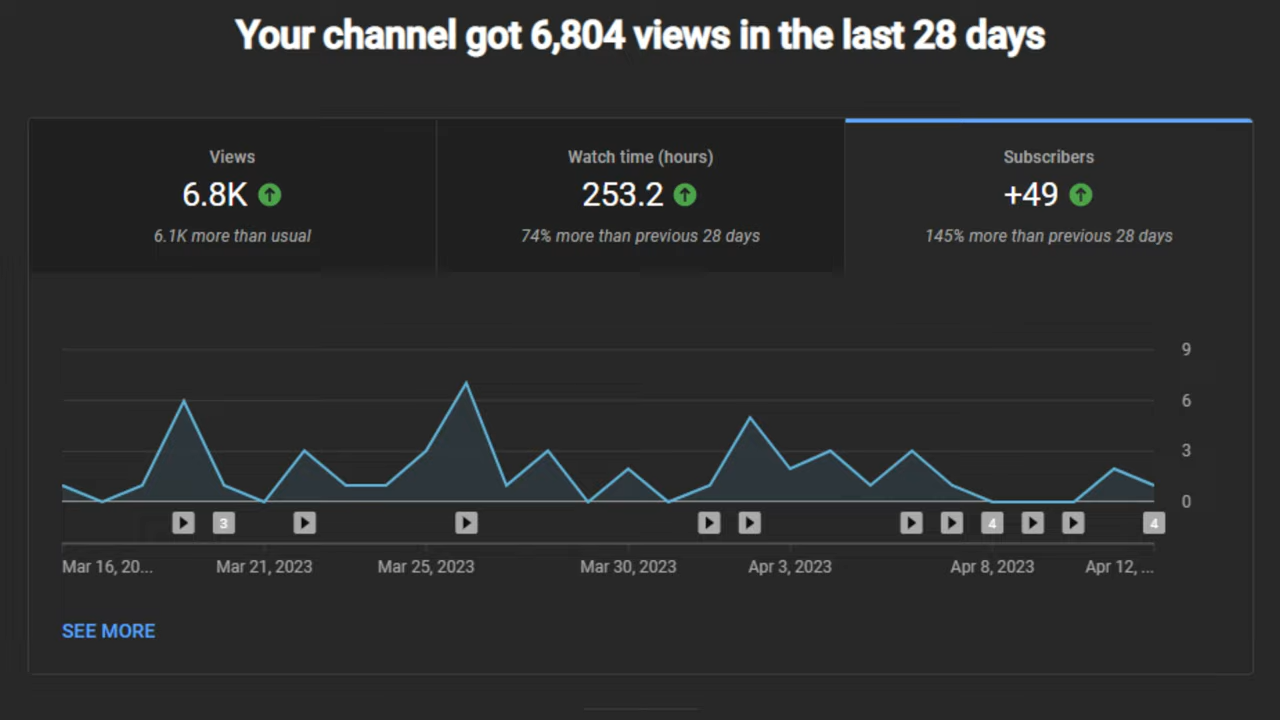 Your channel got 6,804 views in the last 28 days
Views
6.8K
6.1K more than usual
Watch time (hours)
253.2
74% more than previous 28 days
Subscribers
+49
145% more than previous 28 days
9
6
3
0
3
4
4
Mar 16, 20...
Mar 21, 2023
Mar 25, 2023
Mar 30, 2023
Apr 3, 2023
Apr 8, 2023
Apr 12, ...
SEE MORE